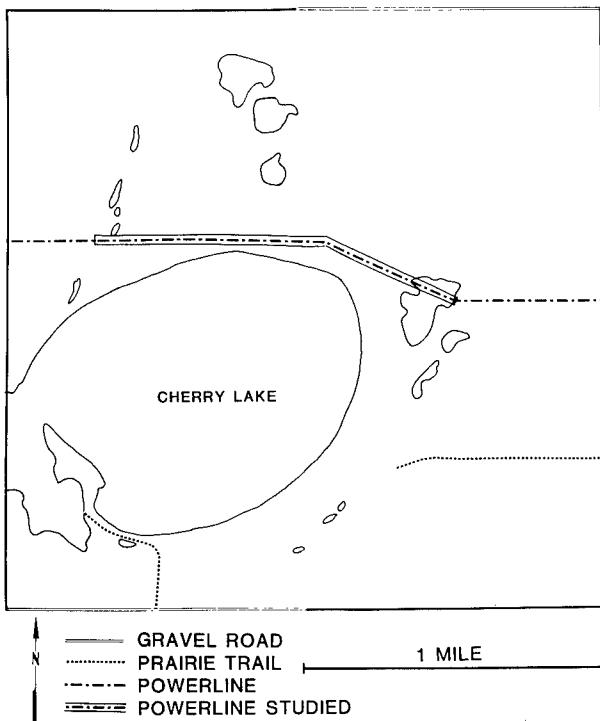 CHERRY LAKE
N
GRAVEL ROAD
PRAIRIE TRAIL
POWERLINE
POWERLINE STUDIED
1 MILE